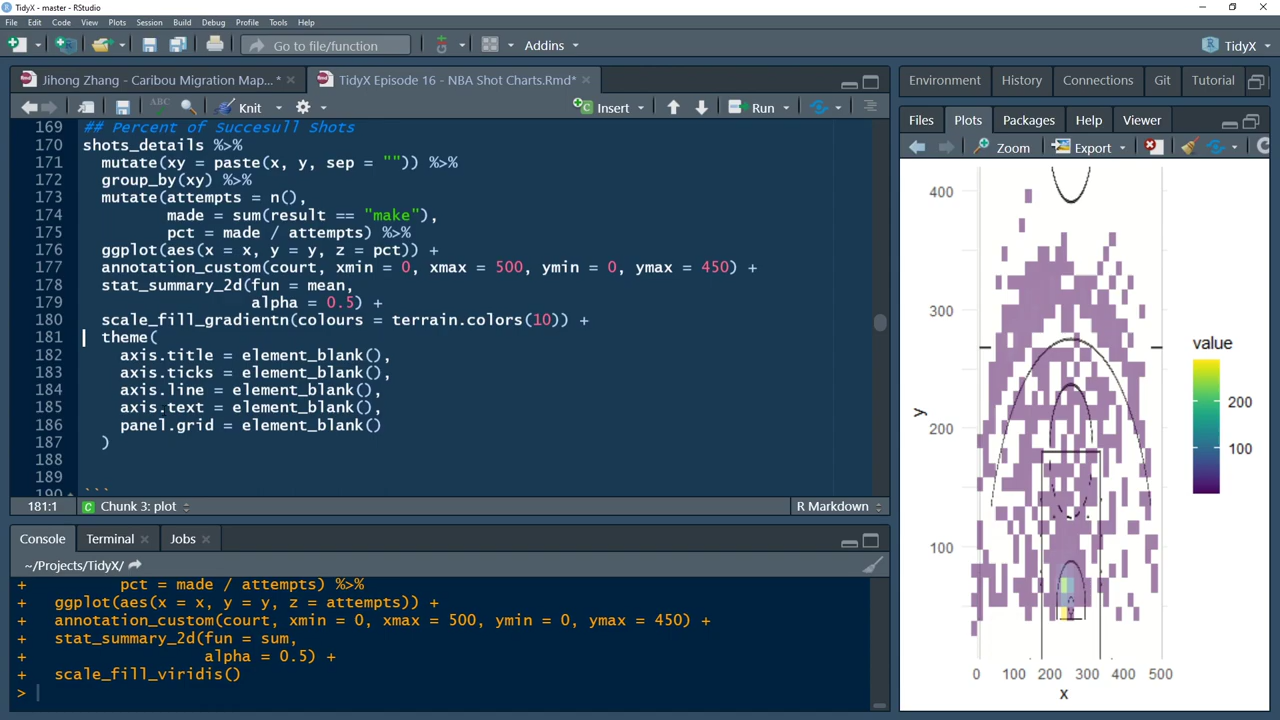 TidyX - master - RStudio
File Edit Code View Plots Session Build Debug Profile Tools Help
Go to file/function
Addins
TidyX
Jihong Zhang - Caribou Migration Map...*
TidyX Episode 16 - NBA Shot Charts.Rmd*
ABC
Knit
Insert
Run
169 ## Percent of Succesull Shots
170 shots_details %>%
171 mutate(xy = paste(x, y, sep = "")) %>%
172 group_by(xy) %>%
173 mutate(attempts = n(),
174 made = sum(result == "make"),
175 pct = made / attempts) %>%
176 ggplot(aes(x = x, y = y, z = pct)) +
177 annotation_custom(court, xmin = 0, xmax = 500, ymin = 0, ymax = 450) +
178 stat_summary_2d(fun = mean,
179 alpha = 0.5) +
180 scale_fill_gradientn(colours = terrain.colors(10)) +
181 theme(
182 axis.title = element_blank(),
183 axis.ticks = element_blank(),
184 axis.line = element_blank(),
185 axis.text = element_blank(),
186 panel.grid = element_blank()
187 )
188
189
190 ```
181:1 Chunk 3: plot R Markdown
Console Terminal Jobs
~/Projects/TidyX/
+ pct = made / attempts) %>%
+ ggplot(aes(x = x, y = y, z = attempts)) +
+ annotation_custom(court, xmin = 0, xmax = 500, ymin = 0, ymax = 450) +
+ stat_summary_2d(fun = sum,
+ alpha = 0.5) +
+ scale_fill_viridis()
>
Environment History Connections Git Tutorial
Files Plots Packages Help Viewer
Zoom Export
400
300
200
100
y
0 100 200 300 400 500
x
value
200
100